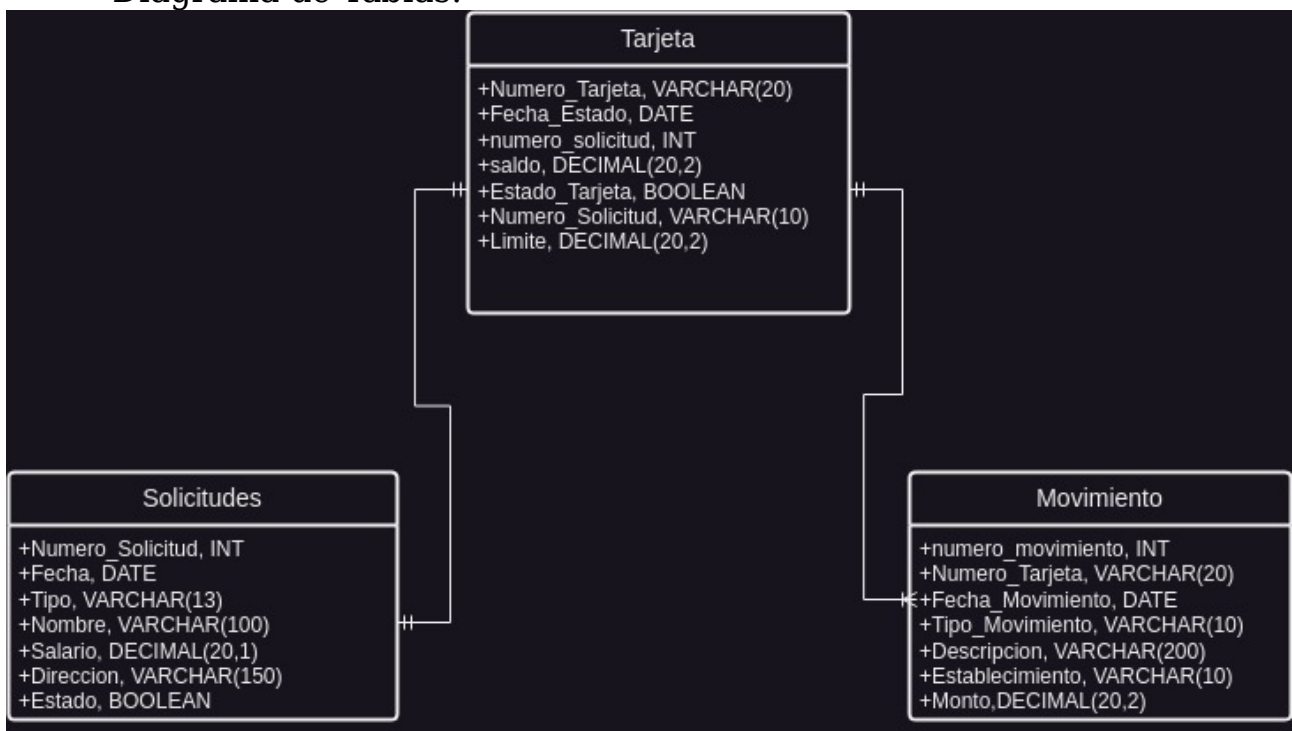 Diagrama de Tablas:
Tarjeta
+Numero_Tarjeta, VARCHAR(20)
+Fecha_Estado, DATE
+numero_solicitud, INT
+saldo, DECIMAL(20,2)
+Estado_Tarjeta, BOOLEAN
+Numero_Solicitud, VARCHAR(10)
+Limite, DECIMAL(20,2)
Solicitudes
+Numero_Solicitud, INT
+Fecha, DATE
+Tipo, VARCHAR(13)
+Nombre, VARCHAR(100)
+Salario, DECIMAL(20,1)
+Direccion, VARCHAR(150)
+Estado, BOOLEAN
Movimiento
+numero_movimiento, INT
+Numero_Tarjeta, VARCHAR(20)
+Fecha_Movimiento, DATE
+Tipo_Movimiento, VARCHAR(10)
+Descripcion, VARCHAR(200)
+Establecimiento, VARCHAR(10)
+Monto,DECIMAL(20,2)